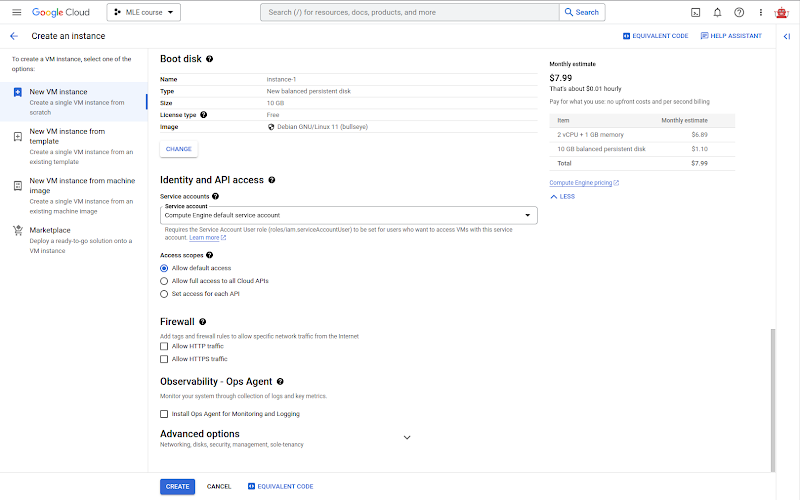 Google Cloud
MLE course
Search (/) for resources, docs, products, and more
Search
Create an instance
EQUIVALENT CODE
HELP ASSISTANT
To create a VM instance, select one of the
options:
New VM instance
Create a single VM instance from
scratch
New VM instance from
template
Create a single VM instance from an
existing template
New VM instance from machine
image
Create a single VM instance from an
existing machine image
Marketplace
Deploy a ready-to-go solution onto a
VM instance
Boot disk
Name instance-1
Type New balanced persistent disk
Size 10 GB
License type Free
Image Debian GNU/Linux 11 (bullseye)
CHANGE
Identity and API access
Service accounts
Service account
Compute Engine default service account
Requires the Service Account User role (roles/iam.serviceAccountUser) to be set for users who want to access VMs with this service
account. Learn more
Access scopes
Allow default access
Allow full access to all Cloud APIs
Set access for each API
Firewall
Add tags and firewall rules to allow specific network traffic from the Internet
Allow HTTP traffic
Allow HTTPS traffic
Observability - Ops Agent
Monitor your system through collection of logs and key metrics.
Install Ops Agent for Monitoring and Logging
Advanced options
Networking, disks, security, management, sole-tenancy
CREATE
CANCEL
EQUIVALENT CODE
Monthly estimate
$7.99
That's about $0.01 hourly
Pay for what you use: no upfront costs and per second billing
Item Monthly estimate
2 vCPU + 1 GB memory $6.89
10 GB balanced persistent disk $1.10
Total $7.99
Compute Engine pricing
LESS